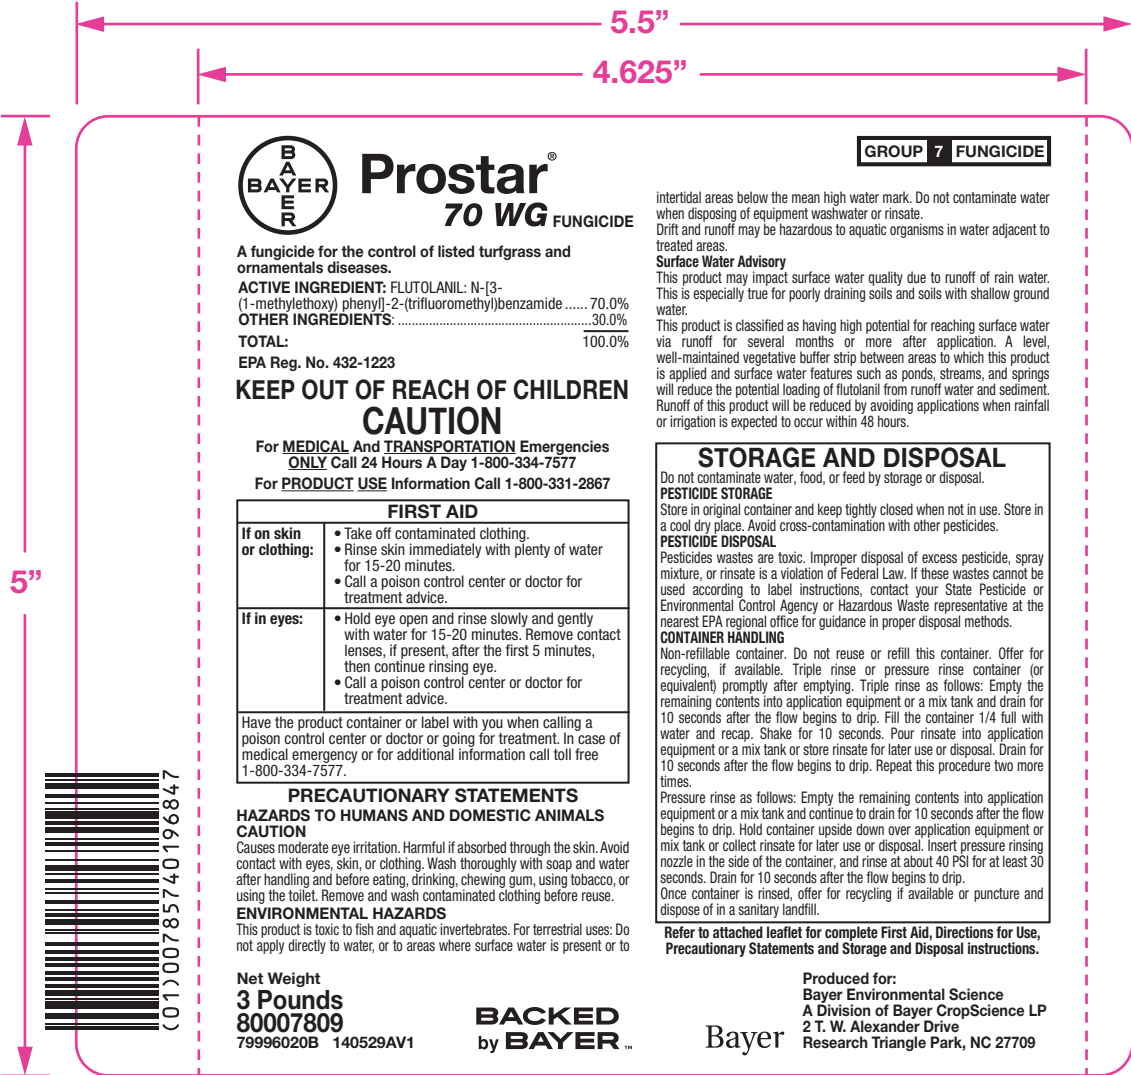 5.5”
4.625”
5”
BAYER
BAYER
Prostar®
70 WG FUNGICIDE
A fungicide for the control of listed turfgrass and
ornamentals diseases.
ACTIVE INGREDIENT: FLUTOLANIL: N-[3-
(1-methylethoxy) phenyl]-2-(trifluoromethyl)benzamide ...... 70.0%
OTHER INGREDIENTS: ........................................................30.0%
TOTAL: 100.0%
EPA Reg. No. 432-1223
KEEP OUT OF REACH OF CHILDREN
CAUTION
For MEDICAL And TRANSPORTATION Emergencies
ONLY Call 24 Hours A Day 1-800-334-7577
For PRODUCT USE Information Call 1-800-331-2867
FIRST AID
If on skin
or clothing:
• Take off contaminated clothing.
• Rinse skin immediately with plenty of water
for 15-20 minutes.
• Call a poison control center or doctor for
treatment advice.
If in eyes:
• Hold eye open and rinse slowly and gently
with water for 15-20 minutes. Remove contact
lenses, if present, after the first 5 minutes,
then continue rinsing eye.
• Call a poison control center or doctor for
treatment advice.
Have the product container or label with you when calling a
poison control center or doctor or going for treatment. In case of
medical emergency or for additional information call toll free
1-800-334-7577.
PRECAUTIONARY STATEMENTS
HAZARDS TO HUMANS AND DOMESTIC ANIMALS
CAUTION
Causes moderate eye irritation. Harmful if absorbed through the skin. Avoid
contact with eyes, skin, or clothing. Wash thoroughly with soap and water
after handling and before eating, drinking, chewing gum, using tobacco, or
using the toilet. Remove and wash contaminated clothing before reuse.
ENVIRONMENTAL HAZARDS
This product is toxic to fish and aquatic invertebrates. For terrestrial uses: Do
not apply directly to water, or to areas where surface water is present or to
Net Weight
3 Pounds
80007809
79996020B 140529AV1
BACKED
by BAYER ™
(01)00785740196847
GROUP 7 FUNGICIDE
intertidal areas below the mean high water mark. Do not contaminate water
when disposing of equipment washwater or rinsate.
Drift and runoff may be hazardous to aquatic organisms in water adjacent to
treated areas.
Surface Water Advisory
This product may impact surface water quality due to runoff of rain water.
This is especially true for poorly draining soils and soils with shallow ground
water.
This product is classified as having high potential for reaching surface water
via runoff for several months or more after application. A level,
well-maintained vegetative buffer strip between areas to which this product
is applied and surface water features such as ponds, streams, and springs
will reduce the potential loading of flutolanil from runoff water and sediment.
Runoff of this product will be reduced by avoiding applications when rainfall
or irrigation is expected to occur within 48 hours.
STORAGE AND DISPOSAL
Do not contaminate water, food, or feed by storage or disposal.
PESTICIDE STORAGE
Store in original container and keep tightly closed when not in use. Store in
a cool dry place. Avoid cross-contamination with other pesticides.
PESTICIDE DISPOSAL
Pesticides wastes are toxic. Improper disposal of excess pesticide, spray
mixture, or rinsate is a violation of Federal Law. If these wastes cannot be
used according to label instructions, contact your State Pesticide or
Environmental Control Agency or Hazardous Waste representative at the
nearest EPA regional office for guidance in proper disposal methods.
CONTAINER HANDLING
Non-refillable container. Do not reuse or refill this container. Offer for
recycling, if available. Triple rinse or pressure rinse container (or
equivalent) promptly after emptying. Triple rinse as follows: Empty the
remaining contents into application equipment or a mix tank and drain for
10 seconds after the flow begins to drip. Fill the container 1/4 full with
water and recap. Shake for 10 seconds. Pour rinsate into application
equipment or a mix tank or store rinsate for later use or disposal. Drain for
10 seconds after the flow begins to drip. Repeat this procedure two more
times.
Pressure rinse as follows: Empty the remaining contents into application
equipment or a mix tank and continue to drain for 10 seconds after the flow
begins to drip. Hold container upside down over application equipment or
mix tank or collect rinsate for later use or disposal. Insert pressure rinsing
nozzle in the side of the container, and rinse at about 40 PSI for at least 30
seconds. Drain for 10 seconds after the flow begins to drip.
Once container is rinsed, offer for recycling if available or puncture and
dispose of in a sanitary landfill.
Refer to attached leaflet for complete First Aid, Directions for Use,
Precautionary Statements and Storage and Disposal instructions.
Bayer
Produced for:
Bayer Environmental Science
A Division of Bayer CropScience LP
2 T. W. Alexander Drive
Research Triangle Park, NC 27709